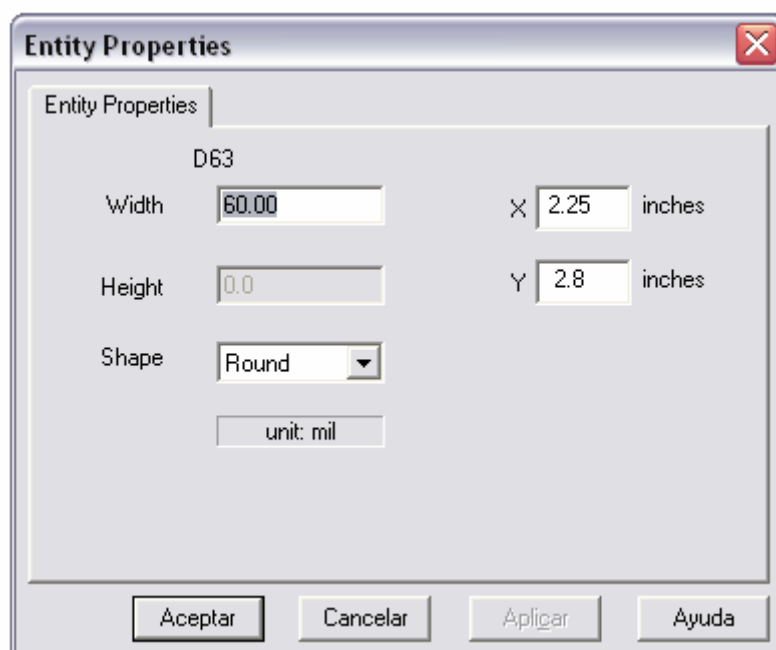 Entity Properties
Entity Properties
D63
Width 60.00 X 2.25 inches
Height 0.0 Y 2.8 inches
Shape Round
unit: mil
Aceptar Cancelar Aplicar Ayuda